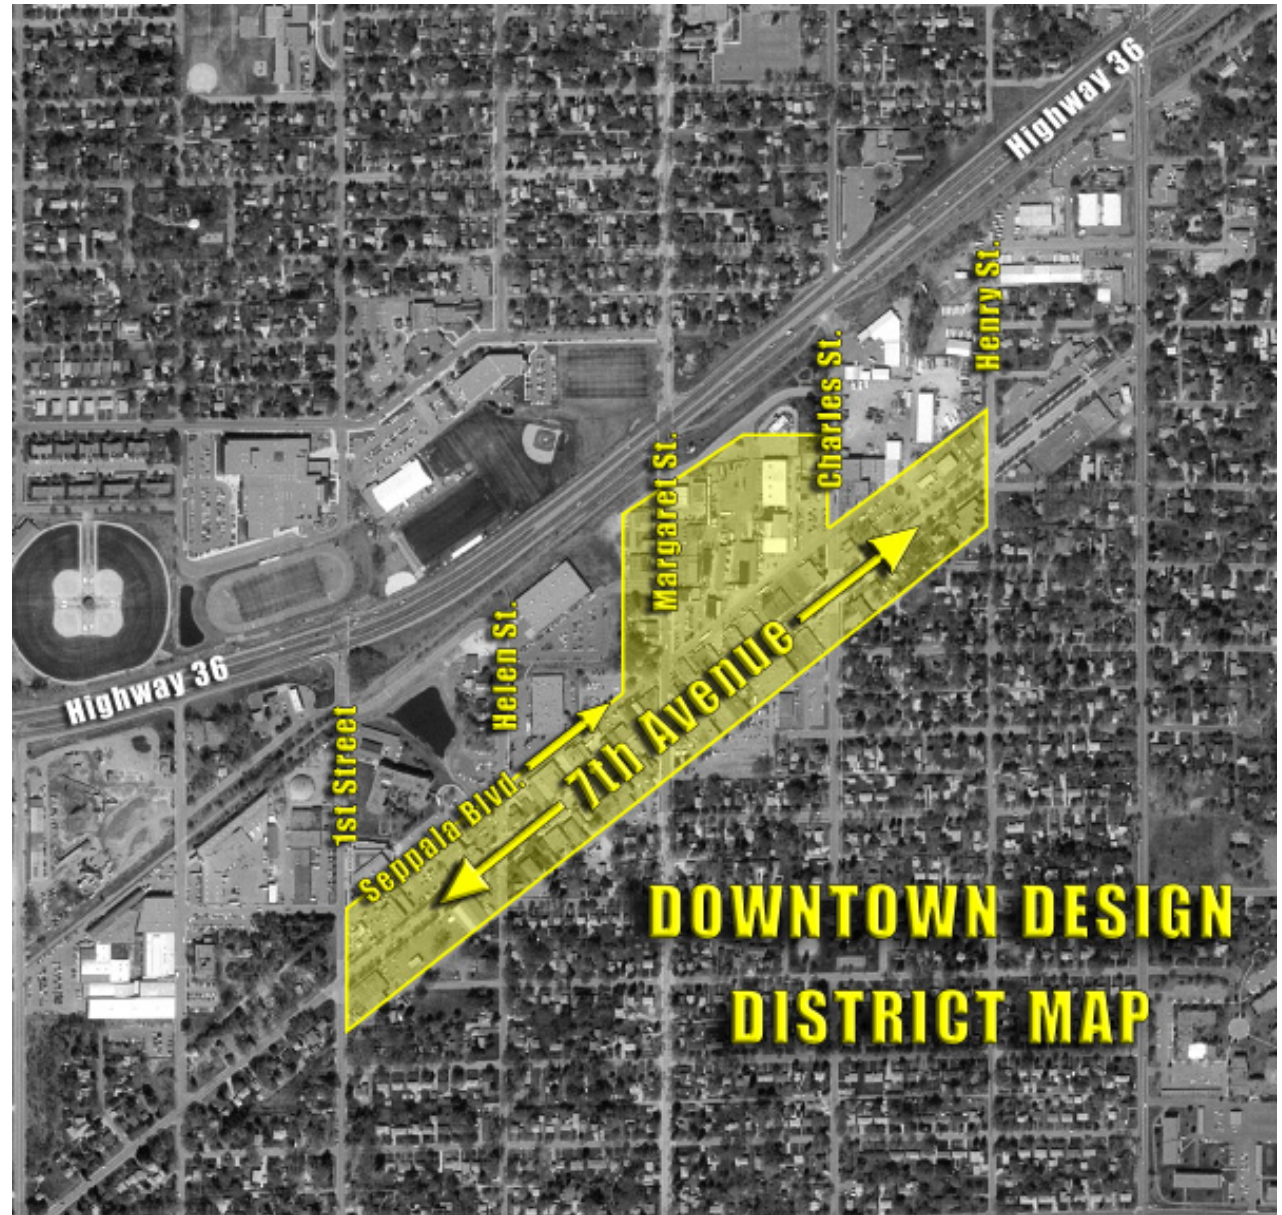 Highway 36
Henry St.
Charles St.
Margaret St.
Helen St.
Highway 36
1st Street
Seppala Blvd.
7th Avenue
DOWNTOWN DESIGN
DISTRICT MAP